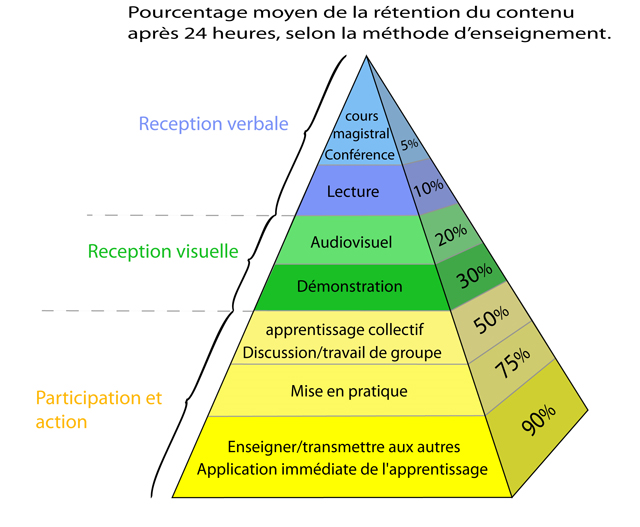 Pourcentage moyen de la rétention du contenu
après 24 heures, selon la méthode d’enseignement.
Reception verbale
cours
magistral
Conférence
5%
Lecture
10%
Reception visuelle
Audiovisuel
20%
Démonstration
30%
apprentissage collectif
Discussion/travail de groupe
50%
Participation et
action
Mise en pratique
75%
Enseigner/transmettre aux autres
Application immédiate de l'apprentissage
90%